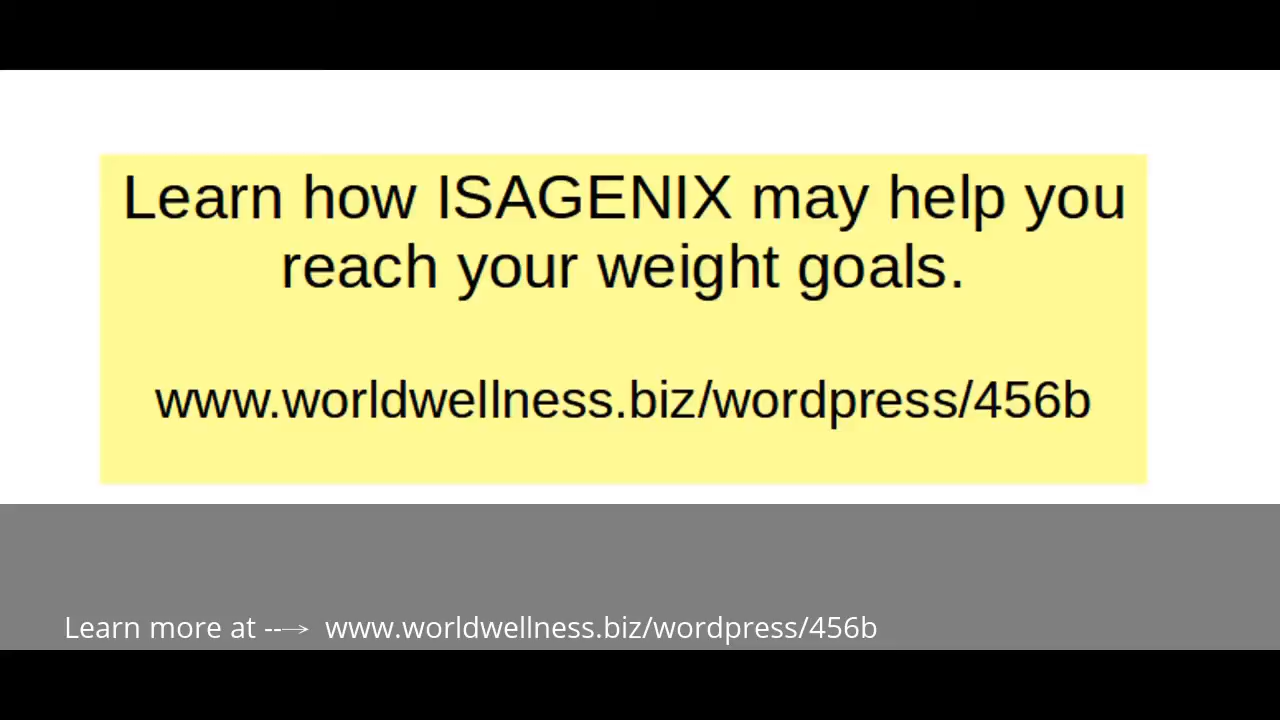 Learn how ISAGENIX may help you
reach your weight goals.
www.worldwellness.biz/wordpress/456b
Learn more at --→ www.worldwellness.biz/wordpress/456b